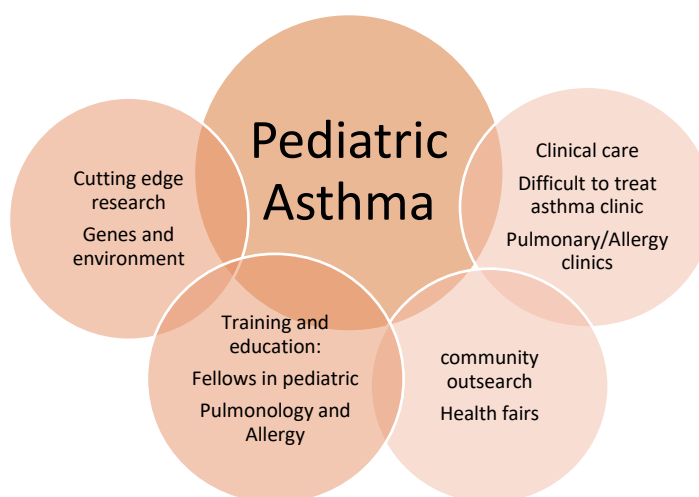 Pediatric
Asthma
Cutting edge
research
Genes and
environment
Training and
education:
Fellows in pediatric
Pulmonology and
Allergy
community
outsearch
Health fairs
Clinical care
Difficult to treat
asthma clinic
Pulmonary/Allergy
clinics